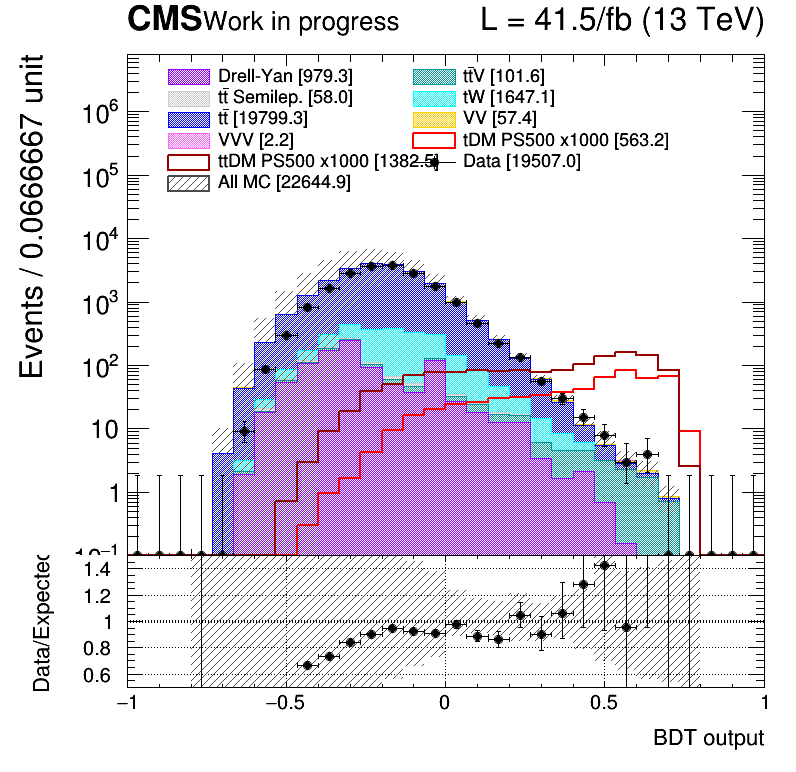 CMS Work in progress L = 41.5/fb (13 TeV)
Events / 0.0666667 unit
Drell-Yan [979.3] tt̄V [101.6]
tt̄ Semilep. [58.0] tW [1647.1]
tt̄ [19799.3] VV [57.4]
VVV [2.2] tDM PS500 x1000 [563.2]
ttDM PS500 x1000 [1382.5] Data [19507.0]
All MC [22644.9]
10⁶
10⁵
10⁴
10³
10²
10
1
10⁻¹
Data/Expected
1.4
1.2
1
0.8
0.6
−1 −0.5 0 0.5 1
BDT output